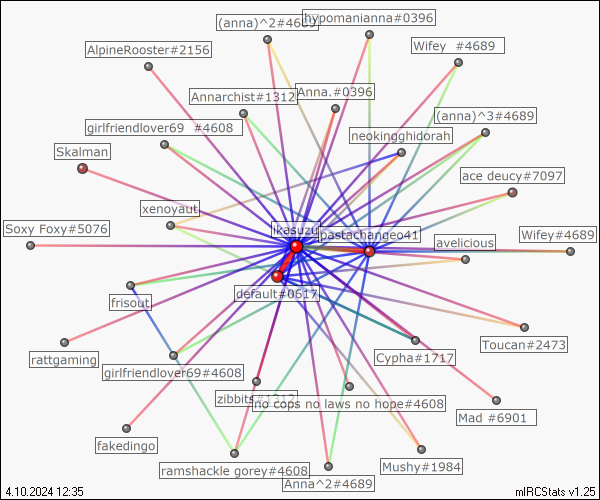 hypomanianna#0396
(anna)^2#4689
Wifey  #4689
AlpineRooster#2156
Annarchist#1312
Anna.#0396
(anna)^3#4689
girlfriendlover69  #4608
neokingghidorah
Skalman
ace deucy#7097
xenoyaut
Soxy Foxy#5076
ikasuzu
pastachangeo41
Wifey#4689
avelicious
default#0617
frisout
Toucan#2473
rattgaming
Cypha#1717
girlfriendlover69#4608
zibbits#1312
no cops no laws no hope#4608
Mad  #6901
fakedingo
ramshackle gorey#4608
Mushy#1984
Anna^2#4689
4.10.2024 12:35
mIRCStats v1.25